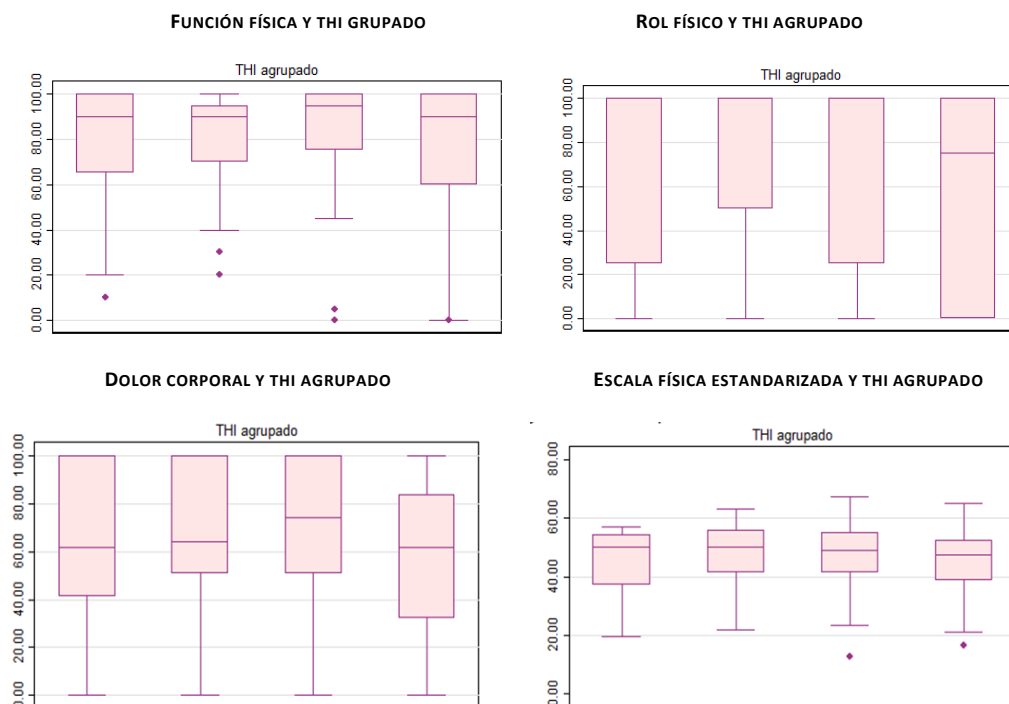 FUNCIÓN FÍSICA Y THI GRUPADO
THI agrupado
100.00
80.00
60.00
40.00
20.00
0.00
ROL FÍSICO Y THI AGRUPADO
THI agrupado
100.00
80.00
60.00
40.00
20.00
0.00
DOLOR CORPORAL Y THI AGRUPADO
THI agrupado
100.00
80.00
60.00
40.00
20.00
0.00
ESCALA FÍSICA ESTANDARIZADA Y THI AGRUPADO
THI agrupado
80.00
60.00
40.00
20.00
0.00